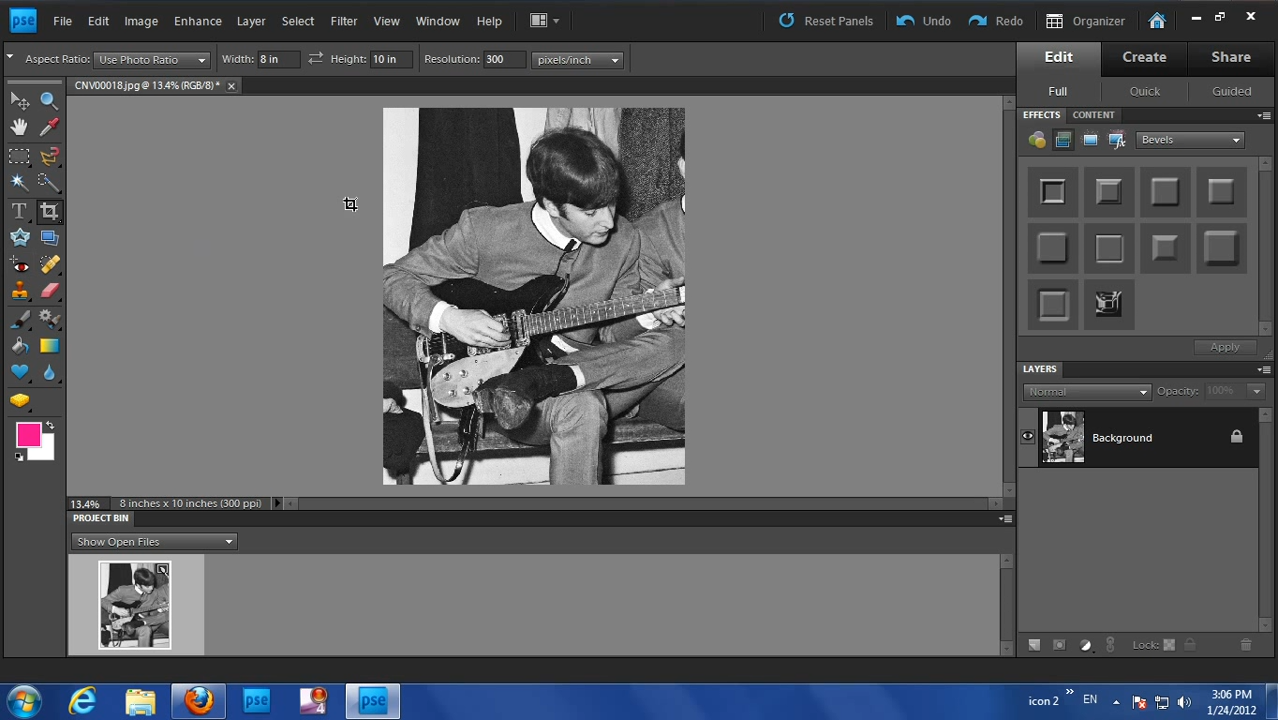 pse File Edit Image Enhance Layer Select Filter View Window Help Reset Panels Undo Redo Organizer
Aspect Ratio: Use Photo Ratio Width: 8 in Height: 10 in Resolution: 300 pixels/inch
Edit Create Share
CNV00018.jpg @ 13.4% (RGB/8) *
Full Quick Guided
EFFECTS CONTENT
Bevels
T
Apply
LAYERS
Normal Opacity: 100%
Background
13.4% 8 inches x 10 inches (300 ppi)
PROJECT BIN
Show Open Files
Lock:
pse 4 pse icon 2 » EN 3:06 PM
1/24/2012